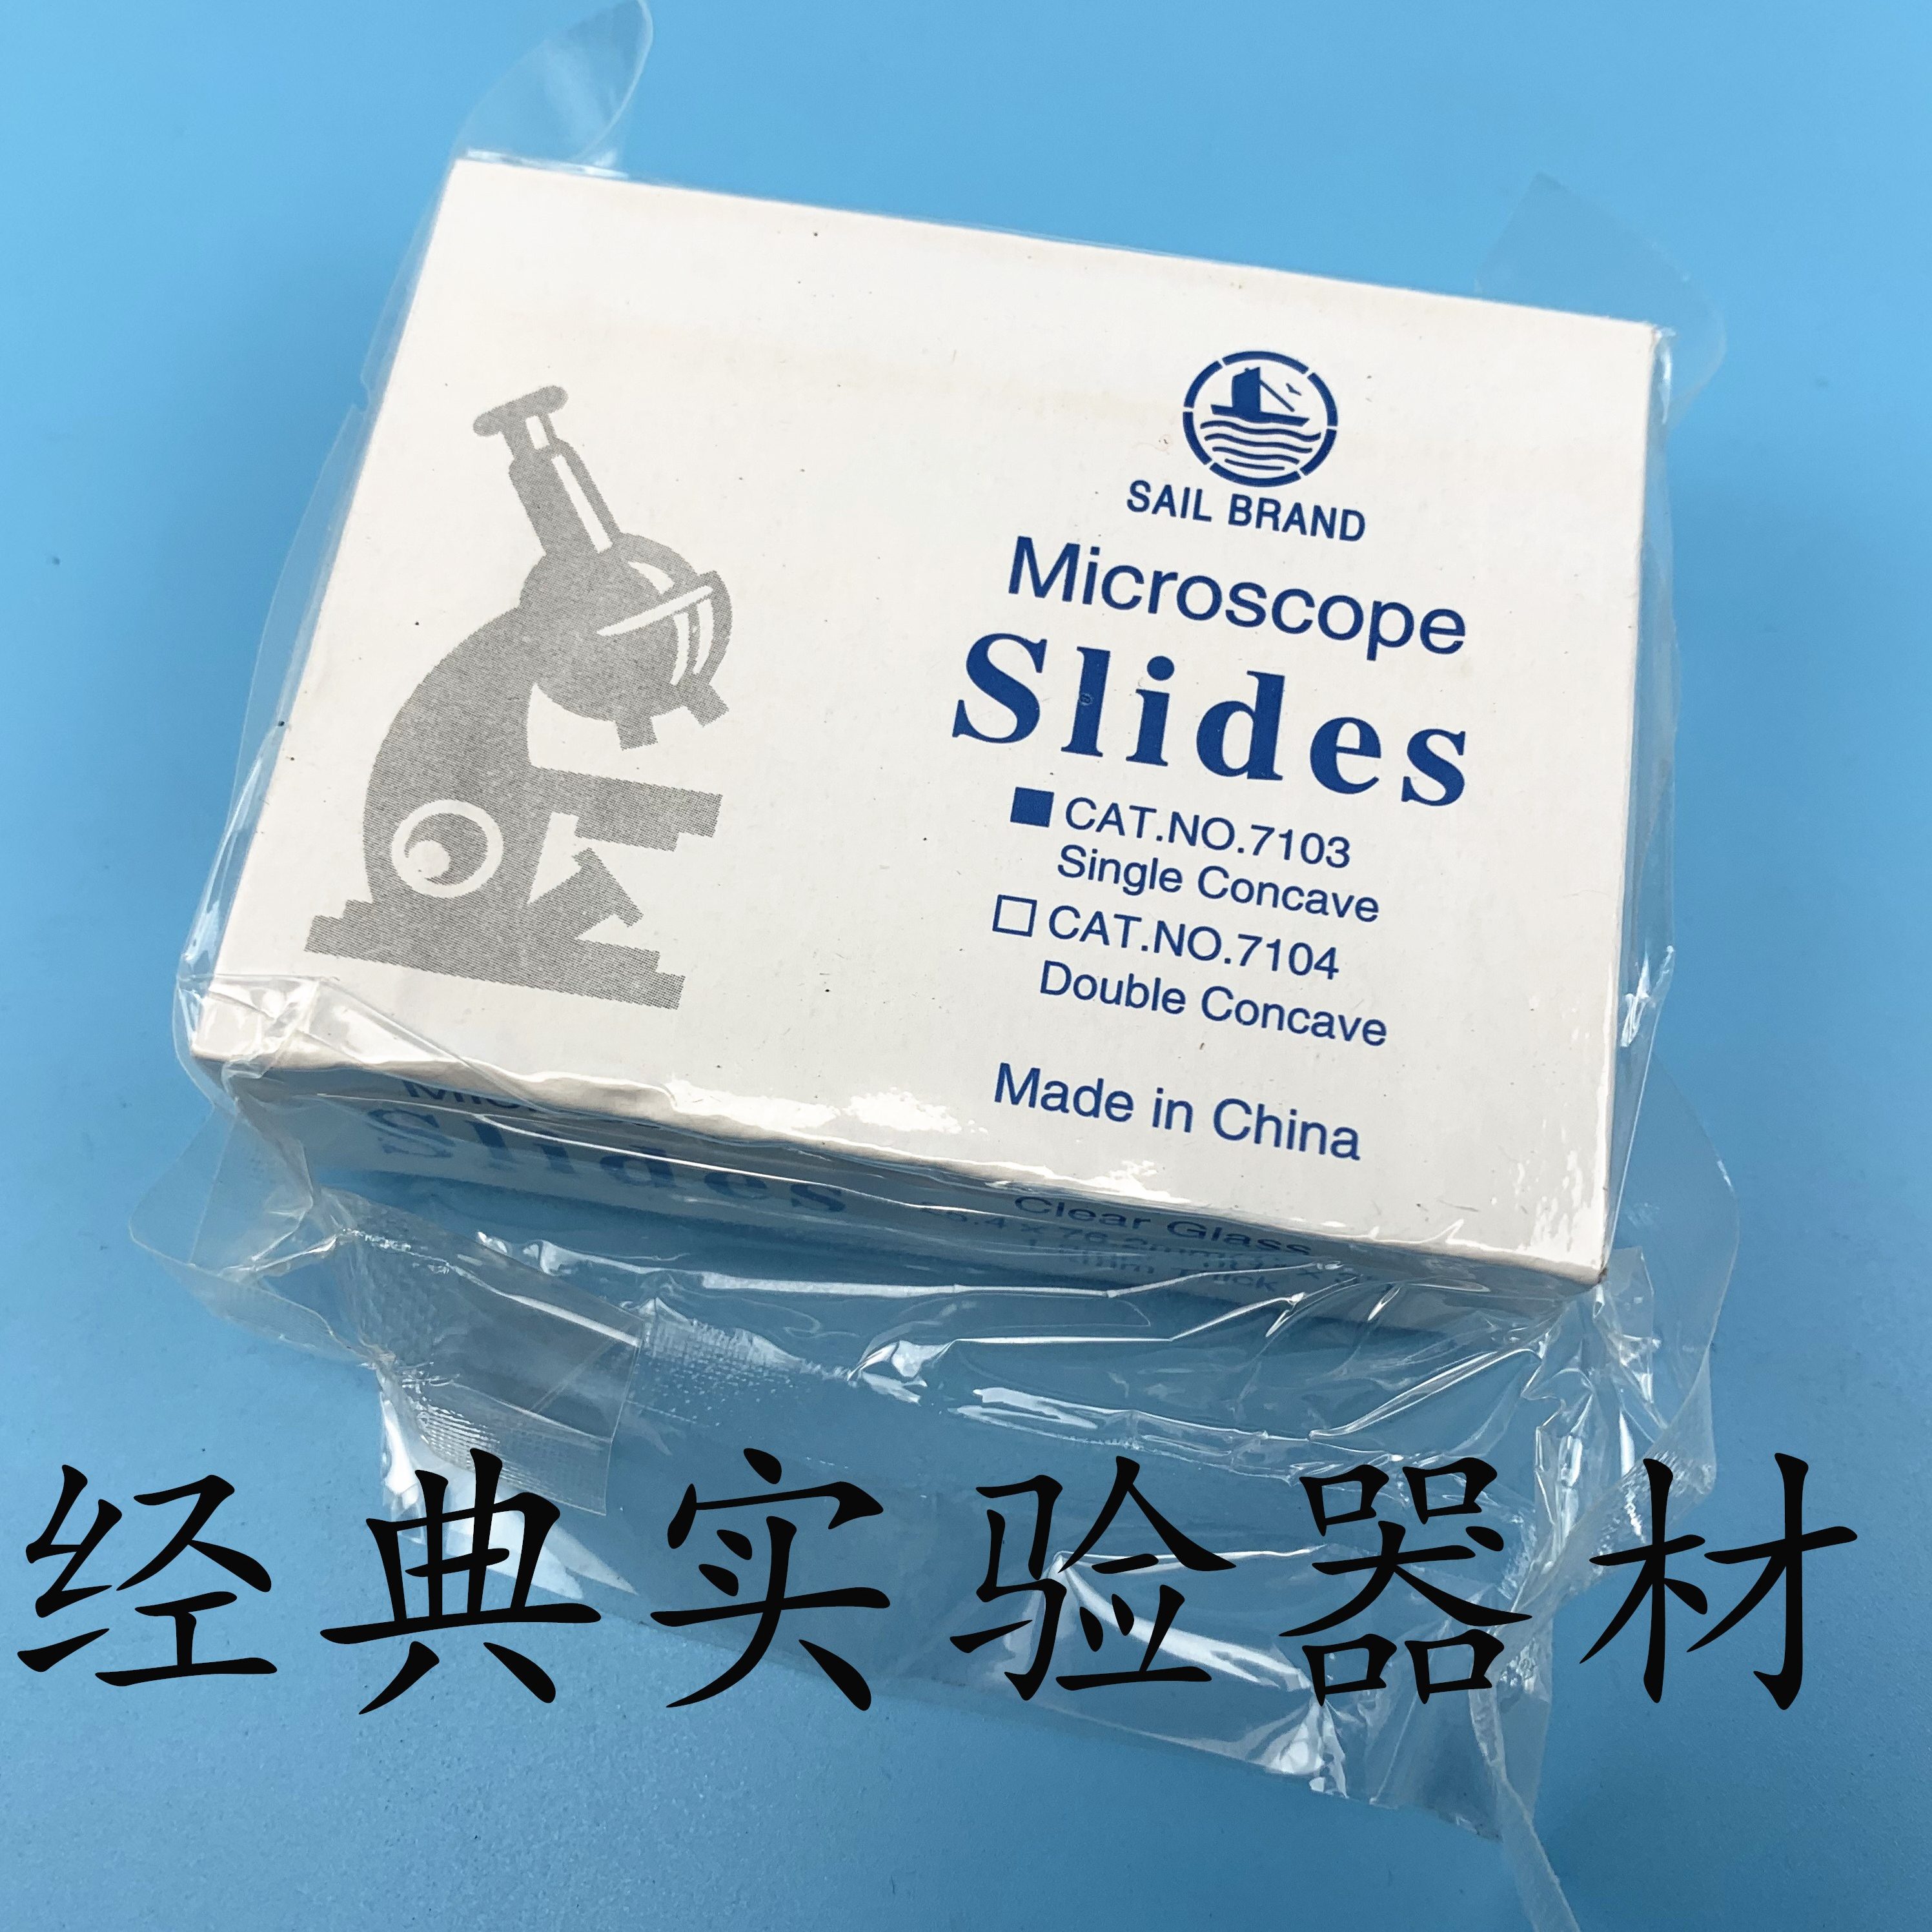 SAIL BRAND
Microscope
Slides
CAT.NO.7103
Single Concave
CAT.NO.7104
Double Concave
Made in China
Slides
Clear Glass
经典实验器材